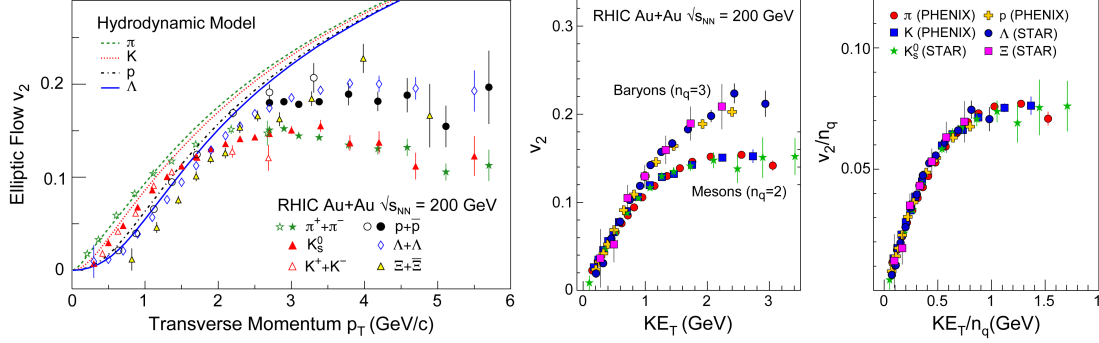 Elliptic Flow v2
0.2
0.1
0
Hydrodynamic Model
π
K
p
Λ
RHIC Au+Au √sNN = 200 GeV
π+ + π− p+p̅
K0s Λ+Λ
K+ + K− Ξ+Ξ̅
0 1 2 3 4 5 6
Transverse Momentum pT (GeV/c)
v2
0.3
0.2
0.1
0
RHIC Au+Au √sNN = 200 GeV
Baryons (nq=3)
Mesons (nq=2)
0 1 2 3
KET (GeV)
v2/nq
0.10
0.05
π (PHENIX) p (PHENIX)
K (PHENIX) Λ (STAR)
K0s (STAR) Ξ (STAR)
0 0.5 1 1.5 2
KET/nq(GeV)